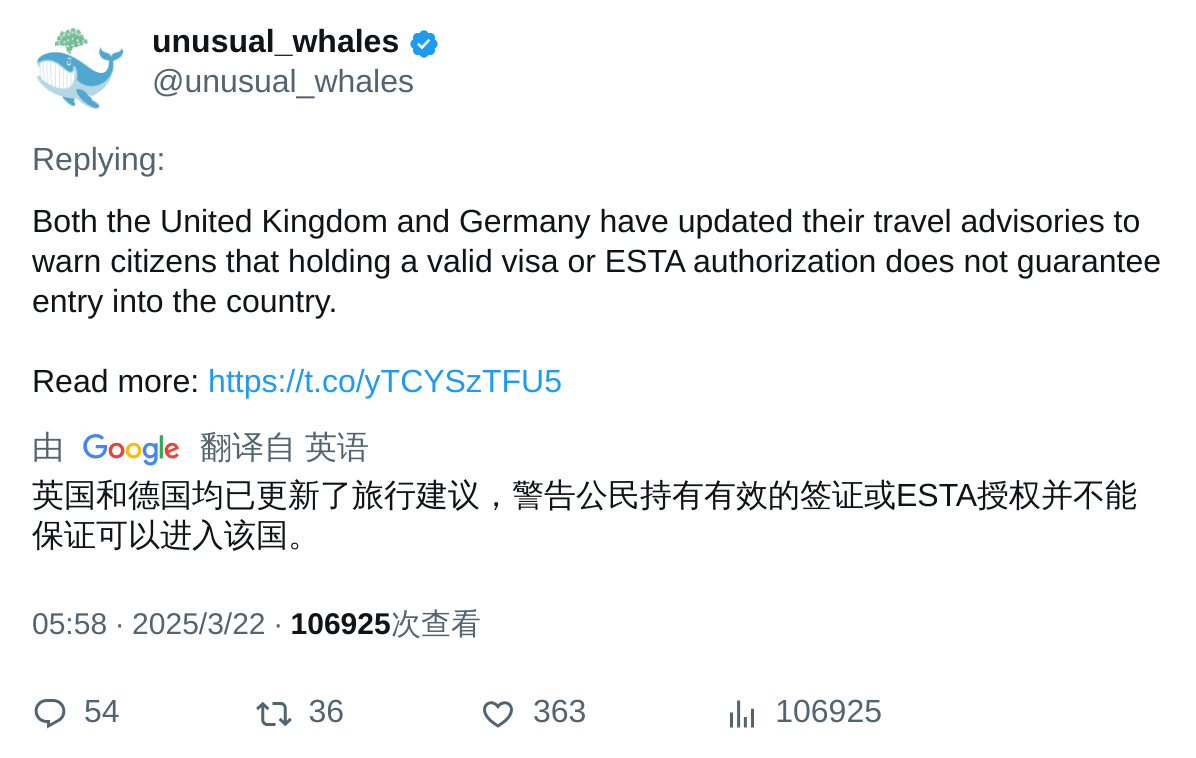 unusual_whales
@unusual_whales
Replying:
Both the United Kingdom and Germany have updated their travel advisories to
warn citizens that holding a valid visa or ESTA authorization does not guarantee
entry into the country.
Read more: https://t.co/yTCYSzTFU5
由 Google 翻译自 英语
英国和德国均已更新了旅行建议，警告公民持有有效的签证或ESTA授权并不能
保证可以进入该国。
05:58 · 2025/3/22 · 106925次查看
54 36 363 106925